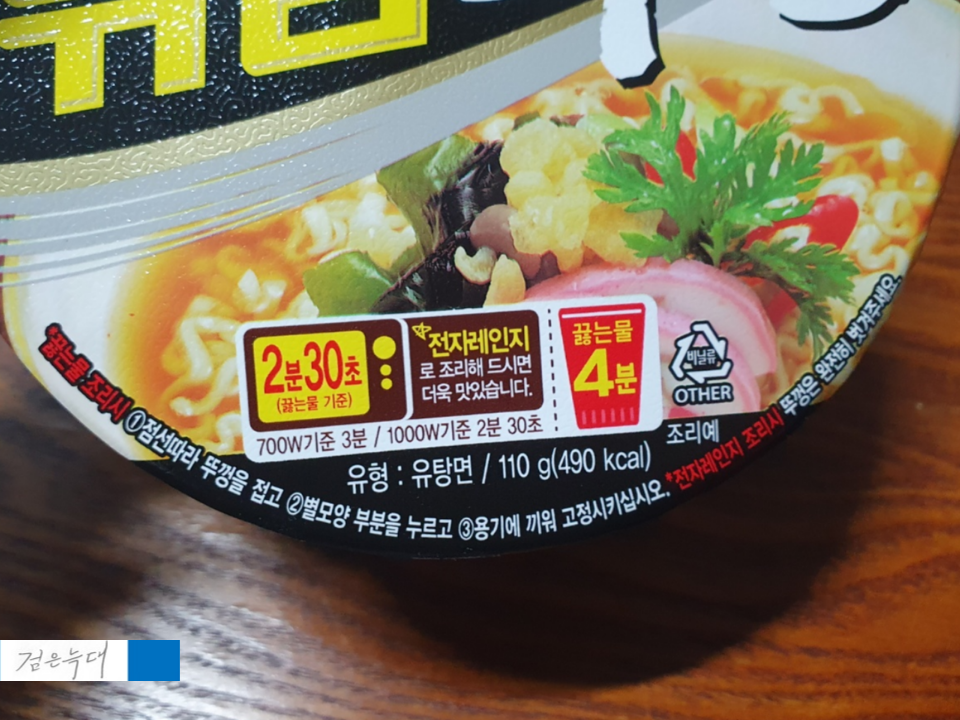 볶음
2분30초
(끓는물 기준)
전자레인지
로 조리해 드시면
더욱 맛있습니다.
끓는물
4분
비닐류
OTHER
700W기준 3분 / 1000W기준 2분 30초
조리예
유형 : 유탕면 / 110 g(490 kcal)
*끓는물 조리시 ①점선따라 뚜껑을 접고 ②별모양 부분을 누르고 ③용기에 끼워 고정시키십시오. *전자레인지 조리시 뚜껑은 완전히 벗겨주세요.
검은늑대